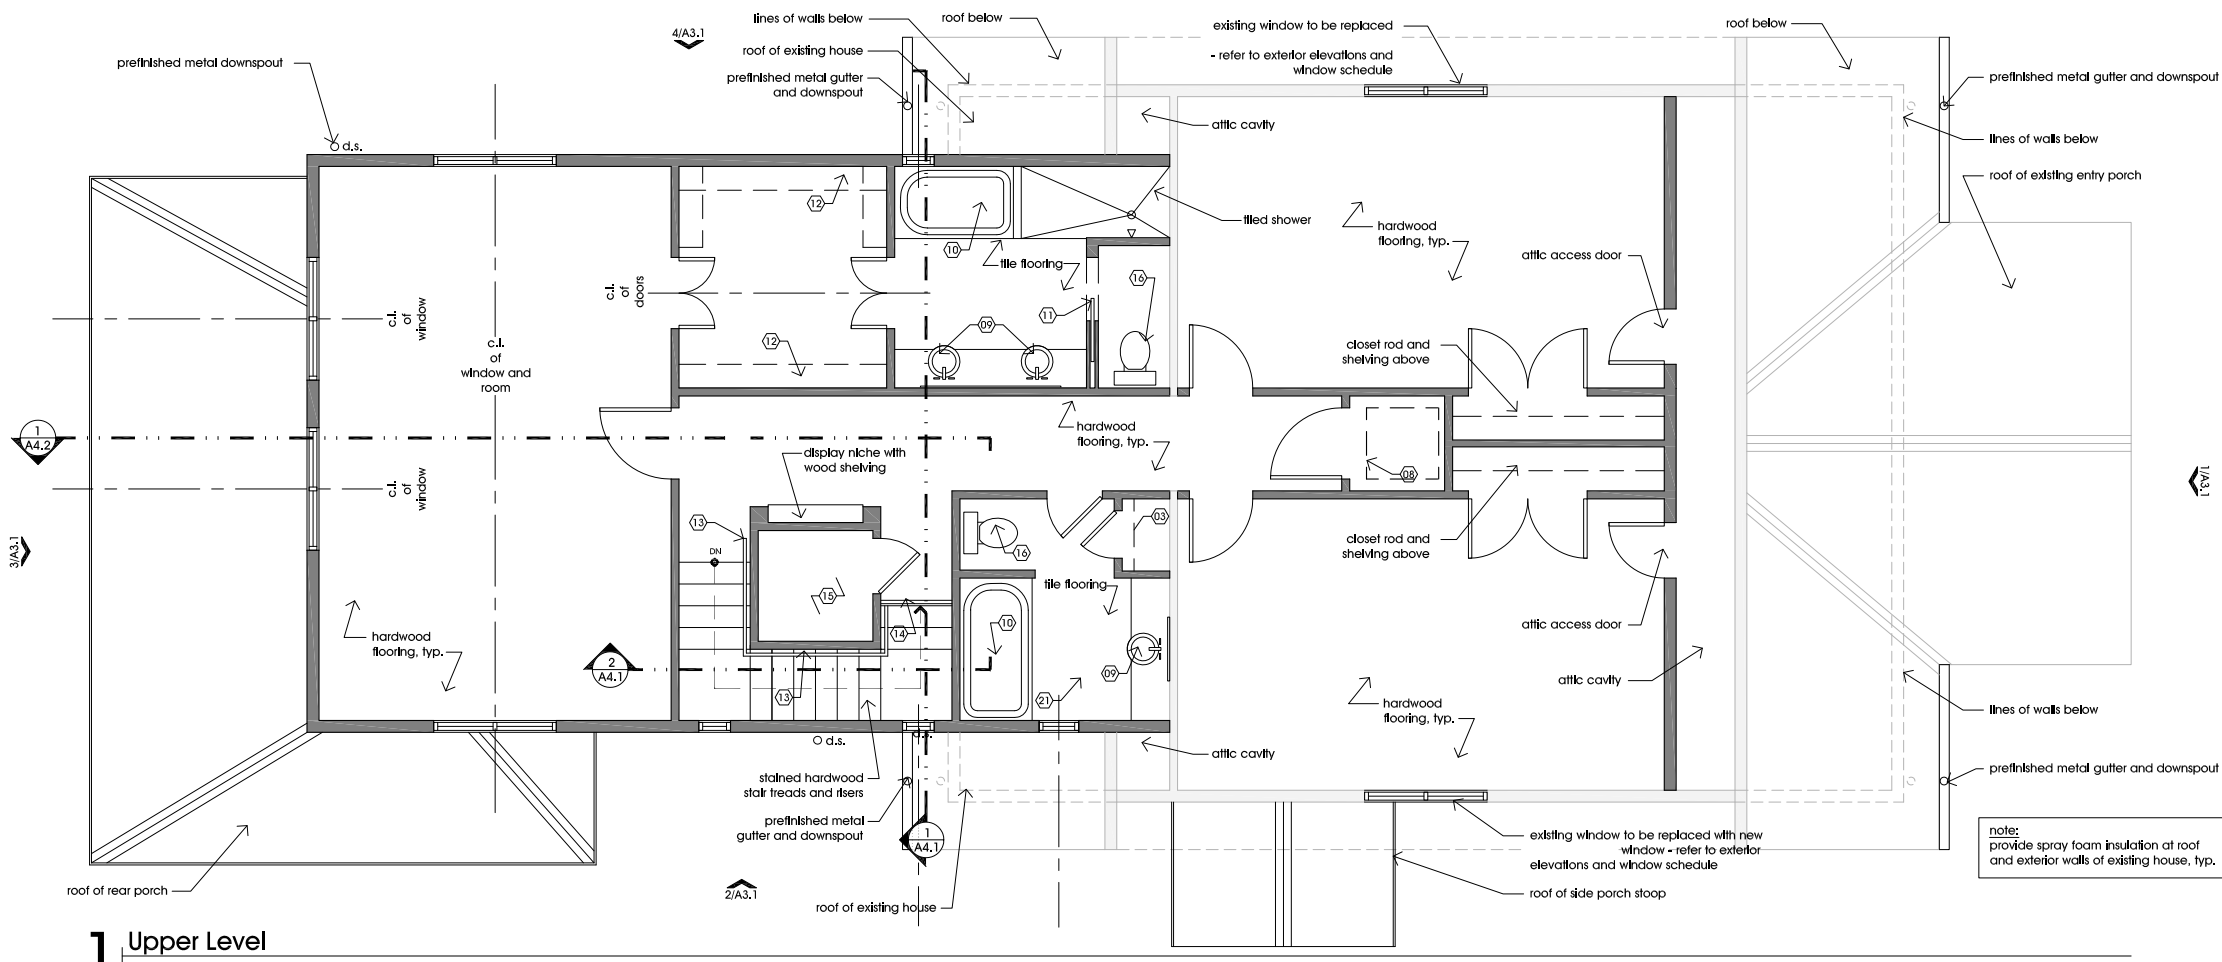 lines of walls below
roof below
existing window to be replaced
roof below
4/A3.1
roof of existing house
- refer to exterior elevations and
window schedule
prefinished metal downspout
prefinished metal gutter
and downspout
prefinished metal gutter and downspout
attic cavity
lines of walls below
d.s.
roof of existing entry porch
12
tiled shower
hardwood
flooring, typ.
10
tile flooring
attic access door
16
c.l.
of
doors
11
c.l.
of
window
09
12
c.l.
of
window and
room
closet rod and
shelving above
1
A4.2
hardwood
flooring, typ.
display niche with
wood shelving
08
c.l.
of
window
1/A3.1
13
03
3/A3.1
DN
16
closet rod and
shelving above
tile flooring
15
10
14
attic access door
hardwood
flooring, typ.
2
A4.1
09
13
21
attic cavity
hardwood
flooring, typ.
lines of walls below
d.s.
d.s.
attic cavity
stained hardwood
stair treads and risers
prefinished metal gutter and downspout
prefinished metal
gutter and downspout
1
A4.1
existing window to be replaced with new
window - refer to exterior
elevations and window schedule
note:
provide spray foam insulation at roof
and exterior walls of existing house, typ.
roof of rear porch
2/A3.1
roof of existing house
roof of side porch stoop
1
Upper Level